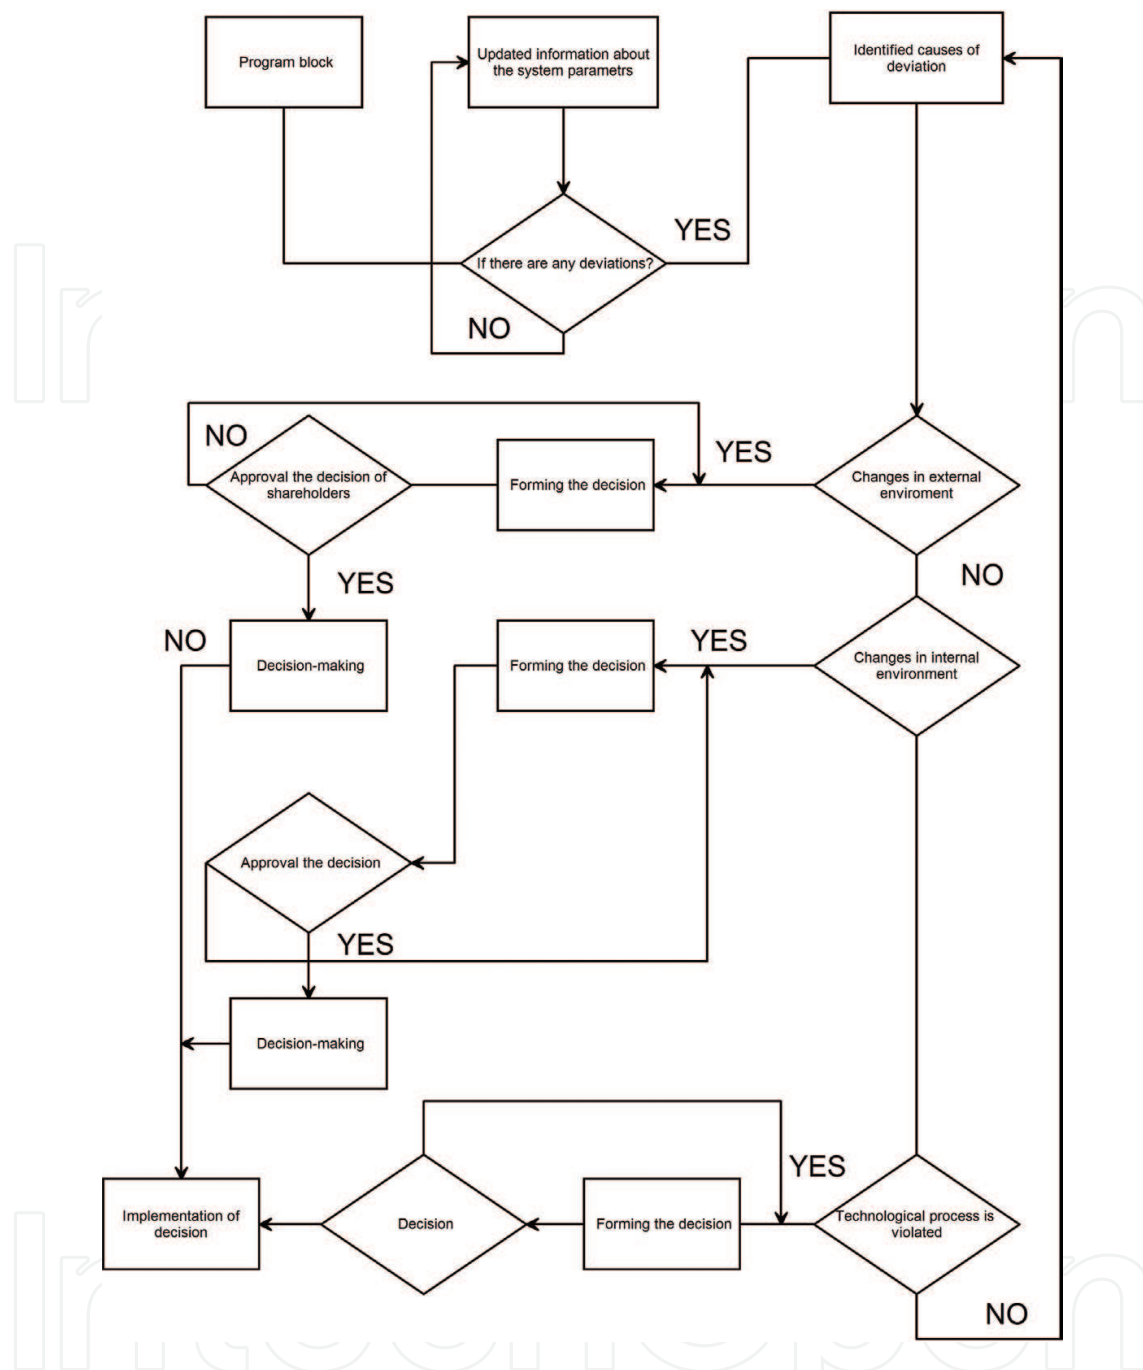 Program block
Updated information about
the system parametrs
Identified causes of
deviation
YES
If there are any deviations?
NO
NO
YES
Approval the decision of
shareholders
Forming the decision
Changes in external
enviroment
YES
NO
NO
YES
Decision-making
Forming the decision
Changes in internal
environment
Approval the decision
YES
Decision-making
YES
Implementation of
decision
Decision
Forming the decision
Technological process is
violated
NO